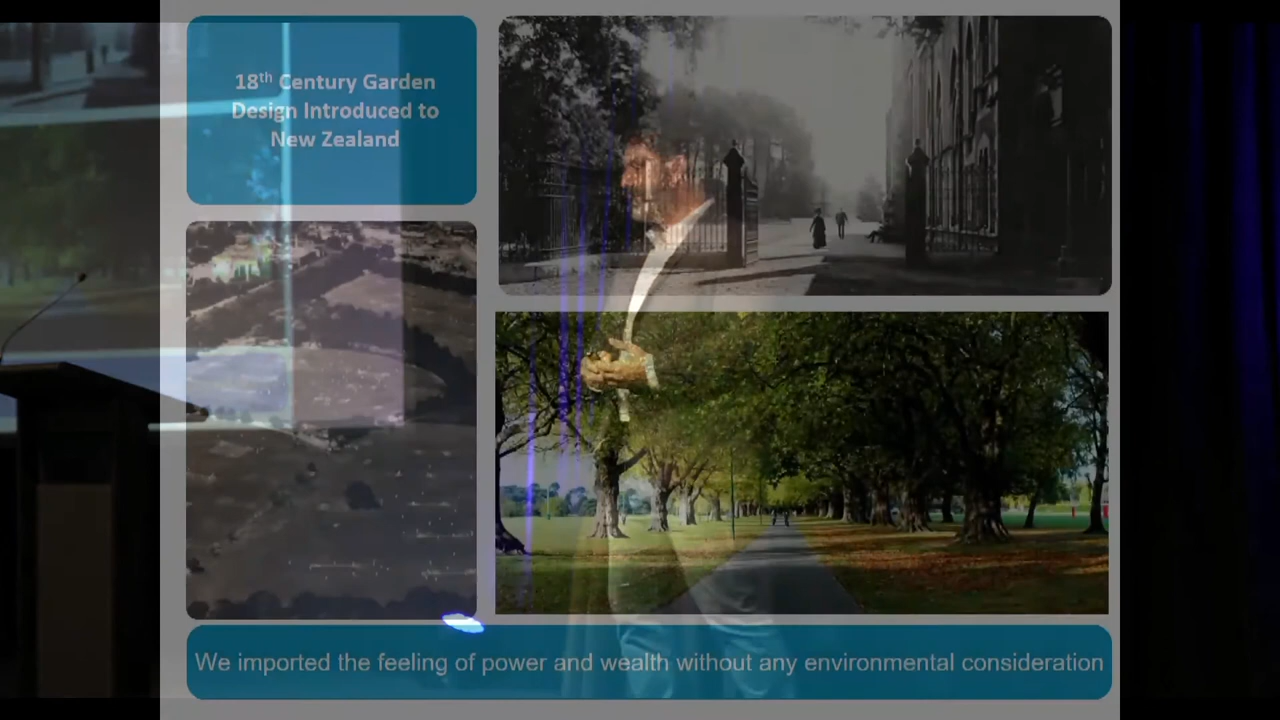 18th Century Garden
Design Introduced to
New Zealand
We imported the feeling of power and wealth without any environmental consideration